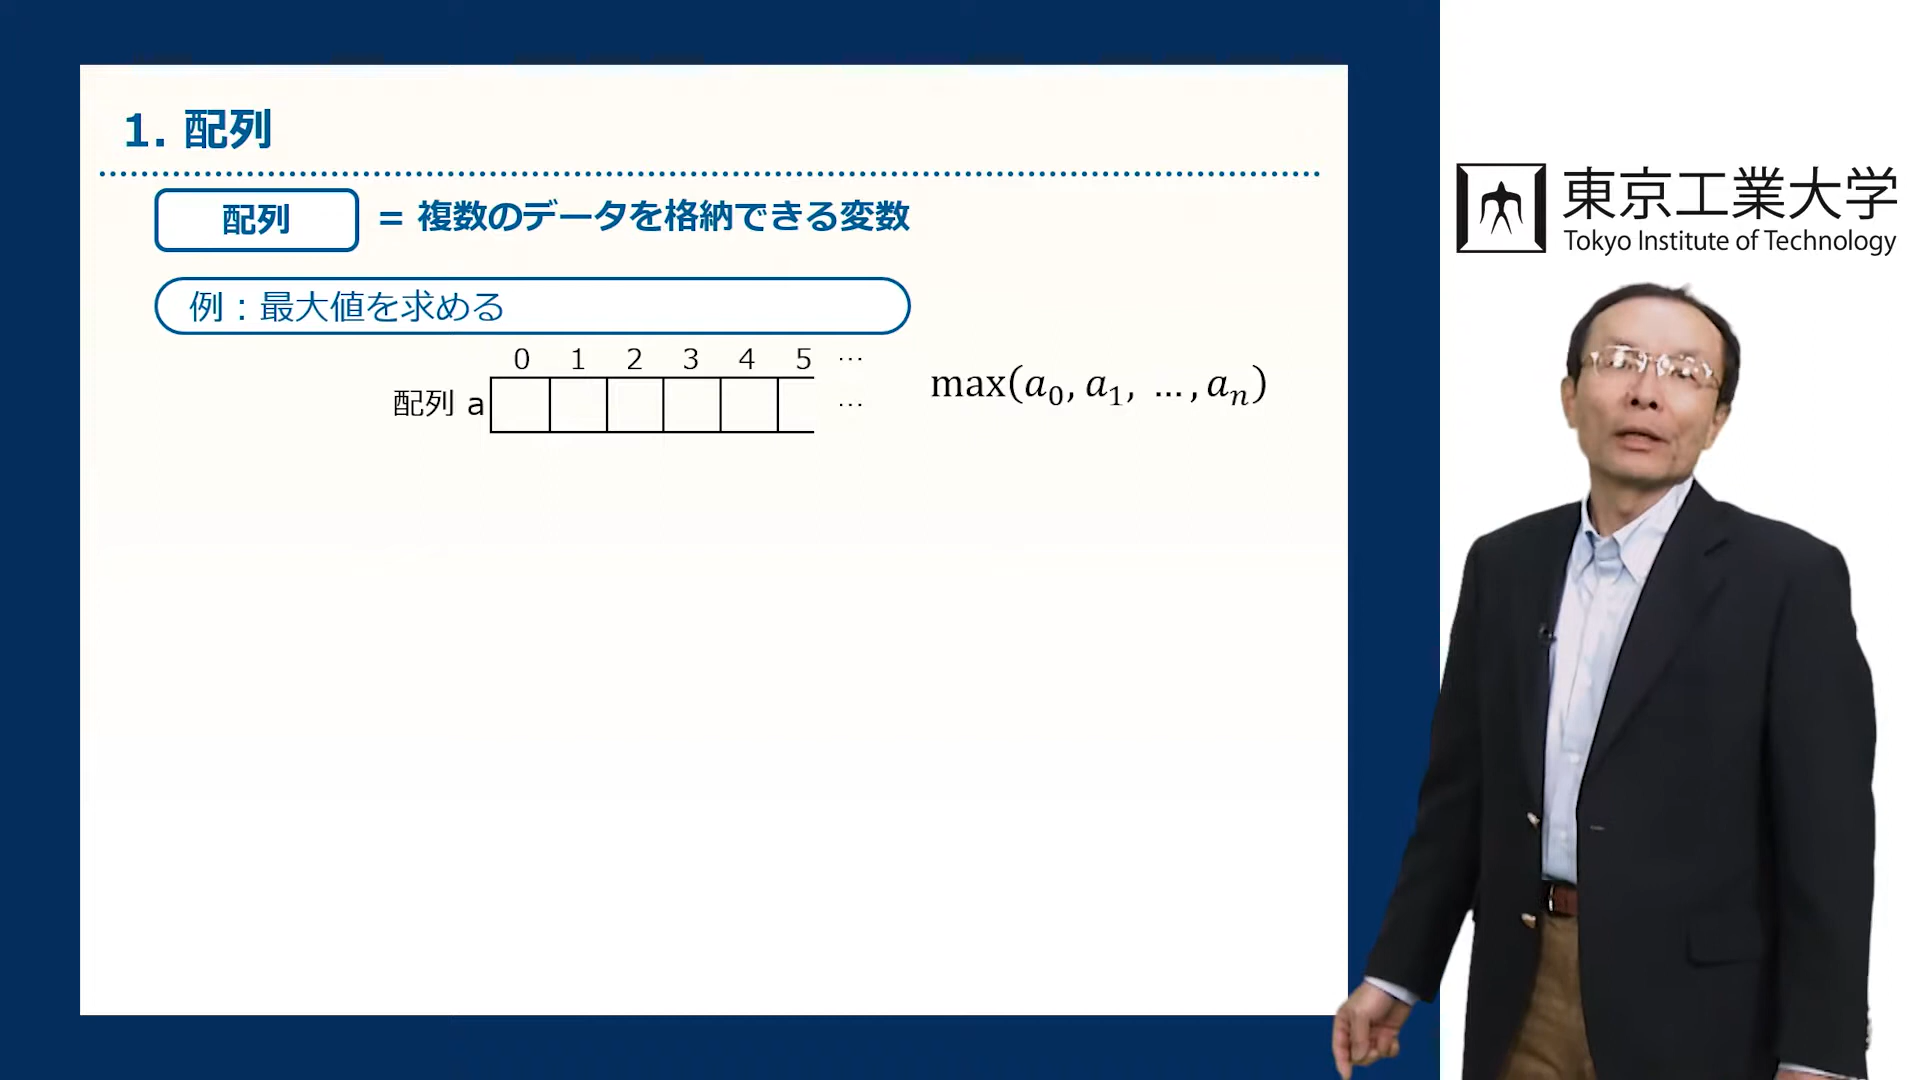 1. 配列
配列 = 複数のデータを格納できる変数
例：最大値を求める
0 1 2 3 4 5 …
配列 a …
max(a₀, a₁, …, aₙ)
東京工業大学
Tokyo Institute of Technology